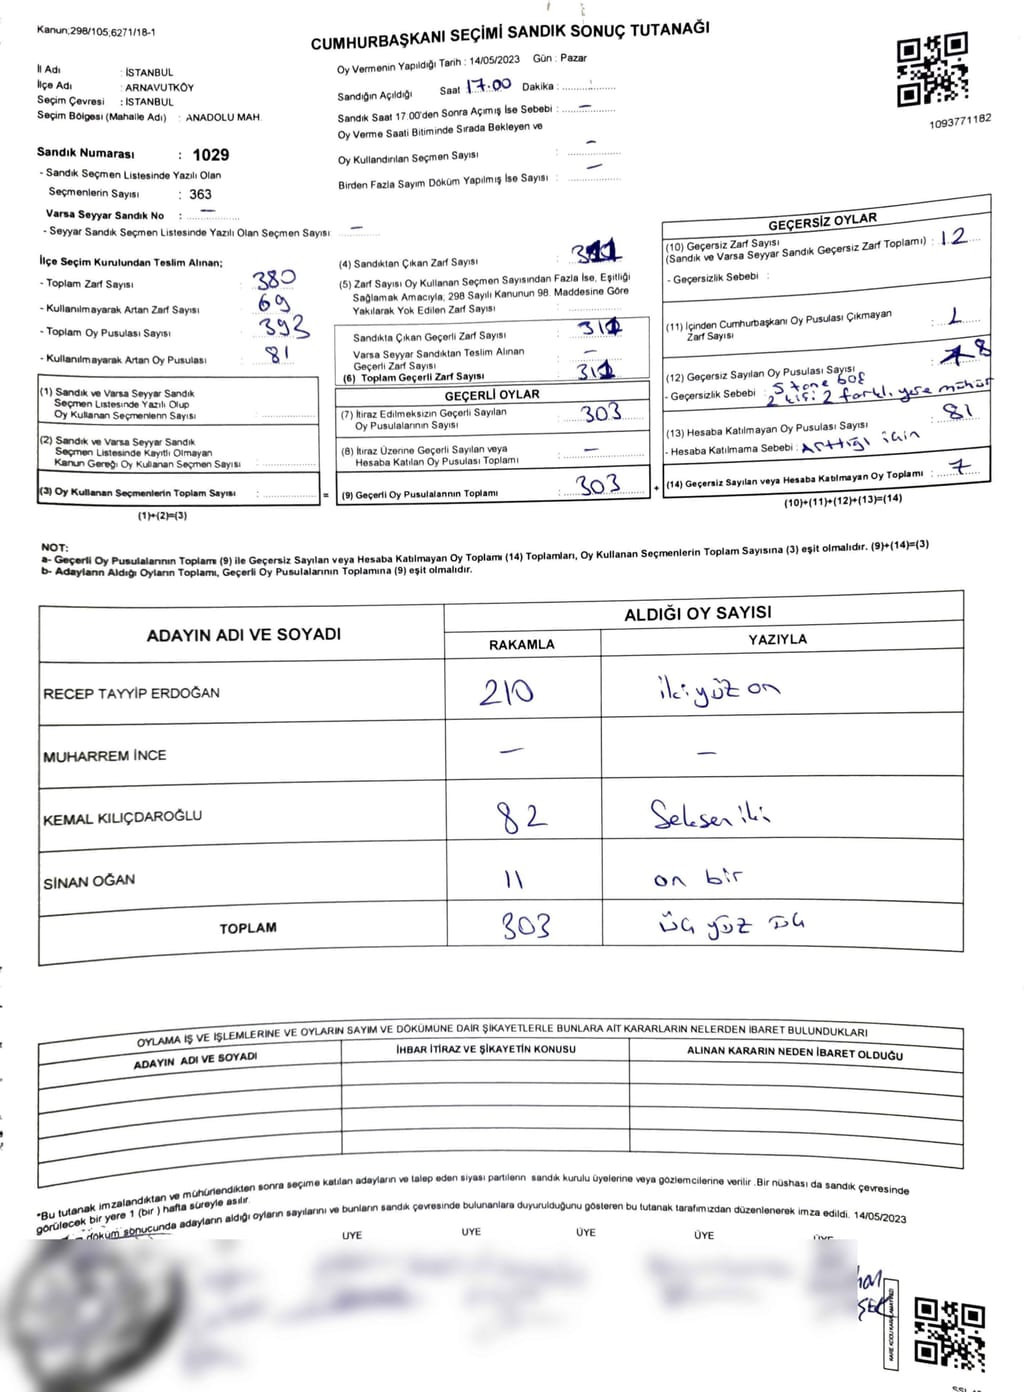 Kanun;298/105;6271/18-1
CUMHURBAŞKANI SEÇİMİ SANDIK SONUÇ TUTANAĞI
İl Adı : İSTANBUL
İlçe Adı : ARNAVUTKÖY
Seçim Çevresi : İSTANBUL
Seçim Bölgesi (Mahalle Adı) : ANADOLU MAH.
Sandık Numarası : 1029
- Sandık Seçmen Listesinde Yazılı Olan
Seçmenlerin Sayısı : 363
Varsa Seyyar Sandık No : —
- Seyyar Sandık Seçmen Listesinde Yazılı Olan Seçmen Sayısı : —
Oy Vermenin Yapıldığı Tarih : 14/05/2023 Gün : Pazar
Sandığın Açıldığı Saat 17.00 Dakika :
Sandık Saat 17.00'den Sonra Açımış İse Sebebi : —
Oy Verme Saati Bitiminde Sırada Bekleyen ve
Oy Kullandırılan Seçmen Sayısı : —
Birden Fazla Sayım Döküm Yapılmış İse Sayısı : —
1093771182
İlçe Seçim Kurulundan Teslim Alınan;
- Toplam Zarf Sayısı 380
- Kullanılmayarak Artan Zarf Sayısı 69
- Toplam Oy Pusulası Sayısı 393
- Kullanılmayarak Artan Oy Pusulası 81
(1) Sandık ve Varsa Seyyar Sandık
Seçmen Listesinde Yazılı Olup
Oy Kullanan Seçmenlerin Sayısı :
(2) Sandık ve Varsa Seyyar Sandık
Seçmen Listesinde Kayıtlı Olmayan
Kanun Gereği Oy Kullanan Seçmen Sayısı :
(3) Oy Kullanan Seçmenlerin Toplam Sayısı : =
(1)+(2)=(3)
(4) Sandıktan Çıkan Zarf Sayısı : 311
(5) Zarf Sayısı Oy Kullanan Seçmen Sayısından Fazla İse, Eşitliği
Sağlamak Amacıyla; 298 Sayılı Kanunun 98. Maddesine Göre
Yakılarak Yok Edilen Zarf Sayısı :
Sandıkta Çıkan Geçerli Zarf Sayısı : 311
Varsa Seyyar Sandıktan Teslim Alınan
Geçerli Zarf Sayısı : —
(6) Toplam Geçerli Zarf Sayısı : 311
GEÇERLİ OYLAR
(7) İtiraz Edilmeksizin Geçerli Sayılan
Oy Pusulalarının Sayısı : 303
(8) İtiraz Üzerine Geçerli Sayılan veya
Hesaba Katılan Oy Pusulası Toplamı : —
(9) Geçerli Oy Pusulalarının Toplamı : 303 +
GEÇERSİZ OYLAR
(10) Geçersiz Zarf Sayısı
(Sandık ve Varsa Seyyar Sandık Geçersiz Zarf Toplamı) : 12
- Geçersizlik Sebebi :
(11) İçinden Cumhurbaşkanı Oy Pusulası Çıkmayan
Zarf Sayısı : 1
(12) Geçersiz Sayılan Oy Pusulası Sayısı : 8
- Geçersizlik Sebebi : 5 tane boş
2 kişi 2 farklı yere mühür
(13) Hesaba Katılmayan Oy Pusulası Sayısı : 81
- Hesaba Katılmama Sebebi : Arttığı için
(14) Geçersiz Sayılan veya Hesaba Katılmayan Oy Toplamı : 7
(10)+(11)+(12)+(13)=(14)
NOT:
a- Geçerli Oy Pusulalarının Toplamı (9) ile Geçersiz Sayılan veya Hesaba Katılmayan Oy Toplamı (14) Toplamları, Oy Kullanan Seçmenlerin Toplam Sayısına (3) eşit olmalıdır. (9)+(14)=(3)
b- Adayların Aldığı Oyların Toplamı, Geçerli Oy Pusulalarının Toplamına (9) eşit olmalıdır.
ADAYIN ADI VE SOYADI
ALDIĞI OY SAYISI
RAKAMLA YAZIYLA
RECEP TAYYİP ERDOĞAN 210 iki yüz on
MUHARREM İNCE — —
KEMAL KILIÇDAROĞLU 82 Seksen iki
SİNAN OĞAN 11 on bir
TOPLAM 303 üç yüz üç
OYLAMA İŞ VE İŞLEMLERİNE VE OYLARIN SAYIM VE DÖKÜMÜNE DAİR ŞİKAYETLERLE BUNLARA AİT KARARLARIN NELERDEN İBARET BULUNDUKLARI
ADAYIN ADI VE SOYADI İHBAR İTİRAZ VE ŞİKAYETİN KONUSU ALINAN KARARIN NEDEN İBARET OLDUĞU
*Bu tutanak imzalandıktan ve mühürlendikten sonra seçime katılan adayların ve talep eden siyasi partilerin sandık kurulu üyelerine veya gözlemcilerine verilir. Bir nüshası da sandık çevresinde
görülecek bir yere 1 (bir) hafta süreyle asılır.
döküm sonucunda adayların aldığı oyların sayılarını ve bunların sandık çevresinde bulunanlara duyurulduğunu gösteren bu tutanak tarafımızdan düzenlenerek imza edildi. 14/05/2023
ÜYE ÜYE ÜYE ÜYE ÜYE